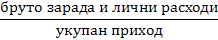 бруто зарада и лични расходи
укупан приход